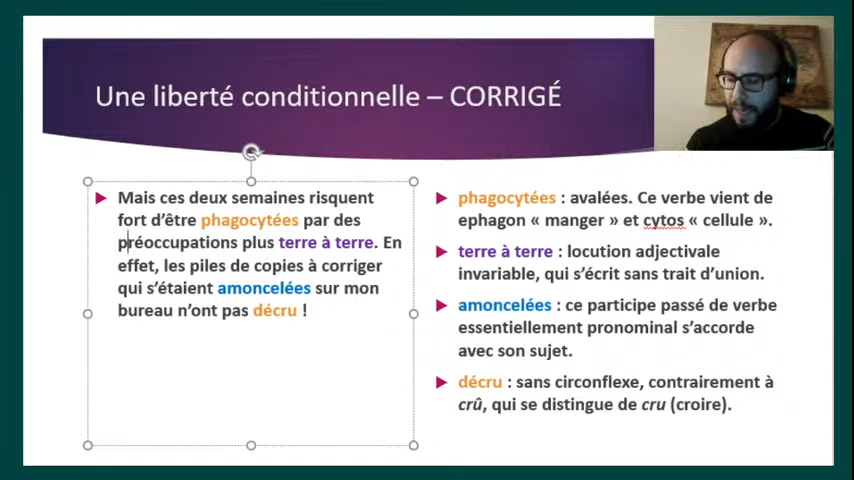 Une liberté conditionnelle – CORRIGÉ
Mais ces deux semaines risquent
fort d'être phagocytées par des
préoccupations plus terre à terre. En
effet, les piles de copies à corriger
qui s'étaient amoncelées sur mon
bureau n'ont pas décru !
phagocytées : avalées. Ce verbe vient de
ephagon « manger » et cytos « cellule ».
terre à terre : locution adjectivale
invariable, qui s'écrit sans trait d'union.
amoncelées : ce participe passé de verbe
essentiellement pronominal s'accorde
avec son sujet.
décru : sans circonflexe, contrairement à
crû, qui se distingue de cru (croire).